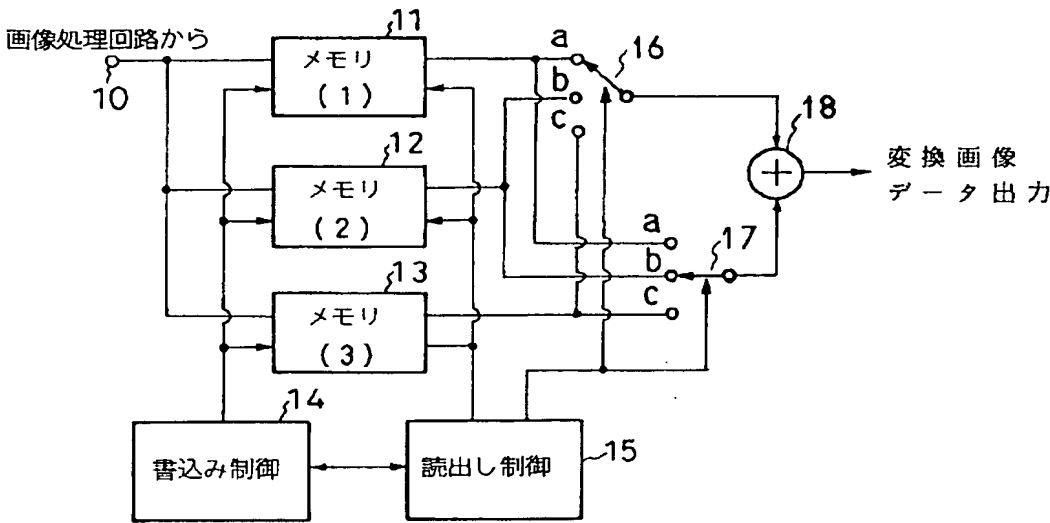 画像処理回路から
10
11
メモリ
(1)
12
メモリ
(2)
13
メモリ
(3)
a
b
c
16
a
b
c
17
18
変換画像
データ出力
14
書込み制御
読出し制御
15